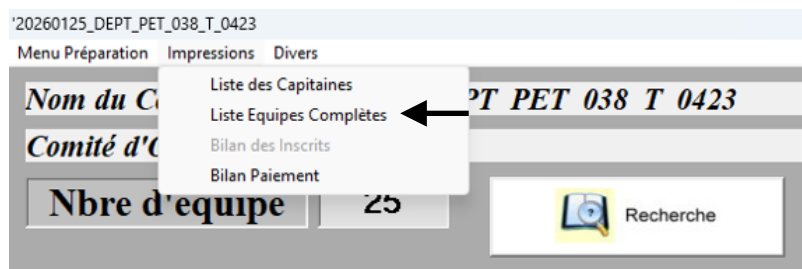 '20260125_DEPT_PET_038_T_0423
Menu Préparation Impressions Divers
Liste des Capitaines
Nom du C PT PET 038 T 0423
Liste Equipes Complètes
Comité d'
Bilan des Inscrits
Bilan Paiement
Nbre d'equipe 25
Recherche